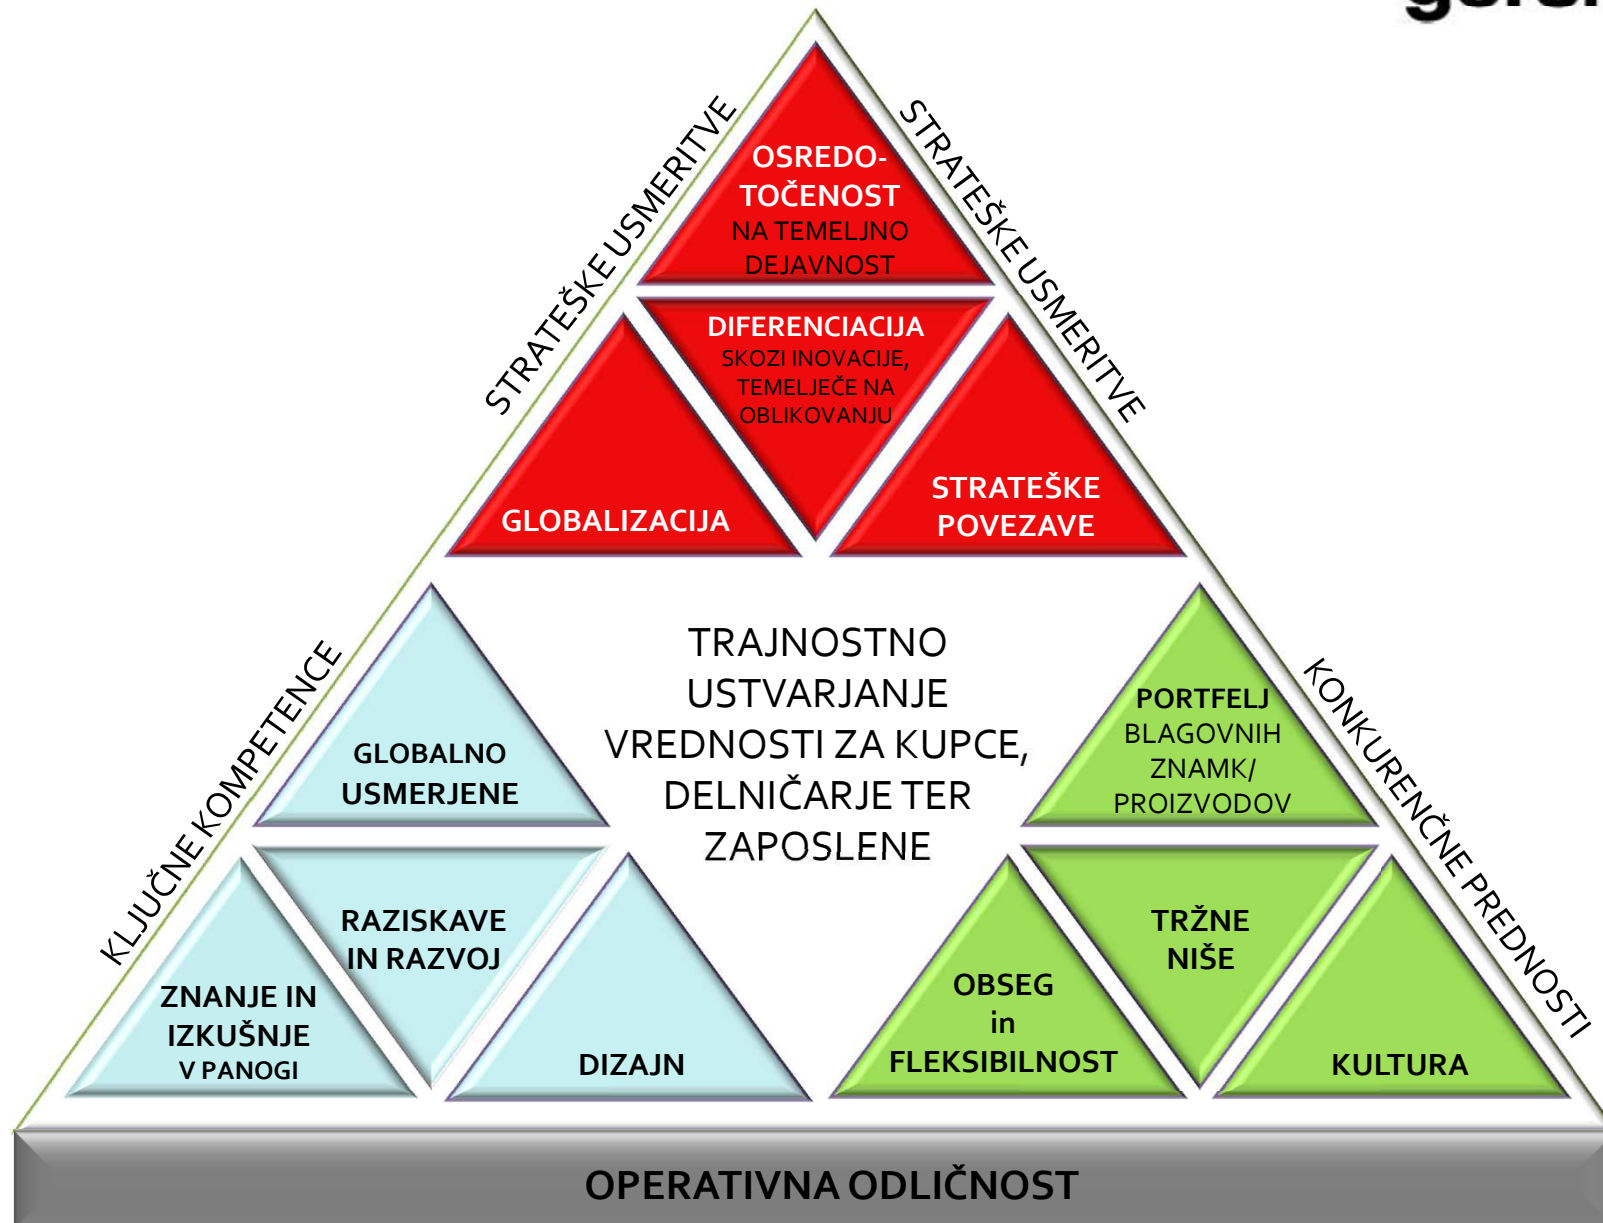 STRATEŠKE USMERITVE
STRATEŠKE USMERITVE
OSREDO-
TOČENOST
NA TEMELJNO
DEJAVNOST
DIFERENCIACIJA
SKOZI INOVACIJE,
TEMELJEČE NA
OBLIKOVANJU
GLOBALIZACIJA
STRATEŠKE
POVEZAVE
TRAJNOSTNO
USTVARJANJE
VREDNOSTI ZA KUPCE,
DELNIČARJE TER
ZAPOSLENE
KLJUČNE KOMPETENCE
GLOBALNO
USMERJENE
RAZISKAVE
IN RAZVOJ
ZNANJE IN
IZKUŠNJE
V PANOGI
DIZAJN
KONKURENČNE PREDNOSTI
PORTFELJ
BLAGOVNIH
ZNAMK/
PROIZVODOV
TRŽNE
NIŠE
OBSEG
in
FLEKSIBILNOST
KULTURA
OPERATIVNA ODLIČNOST